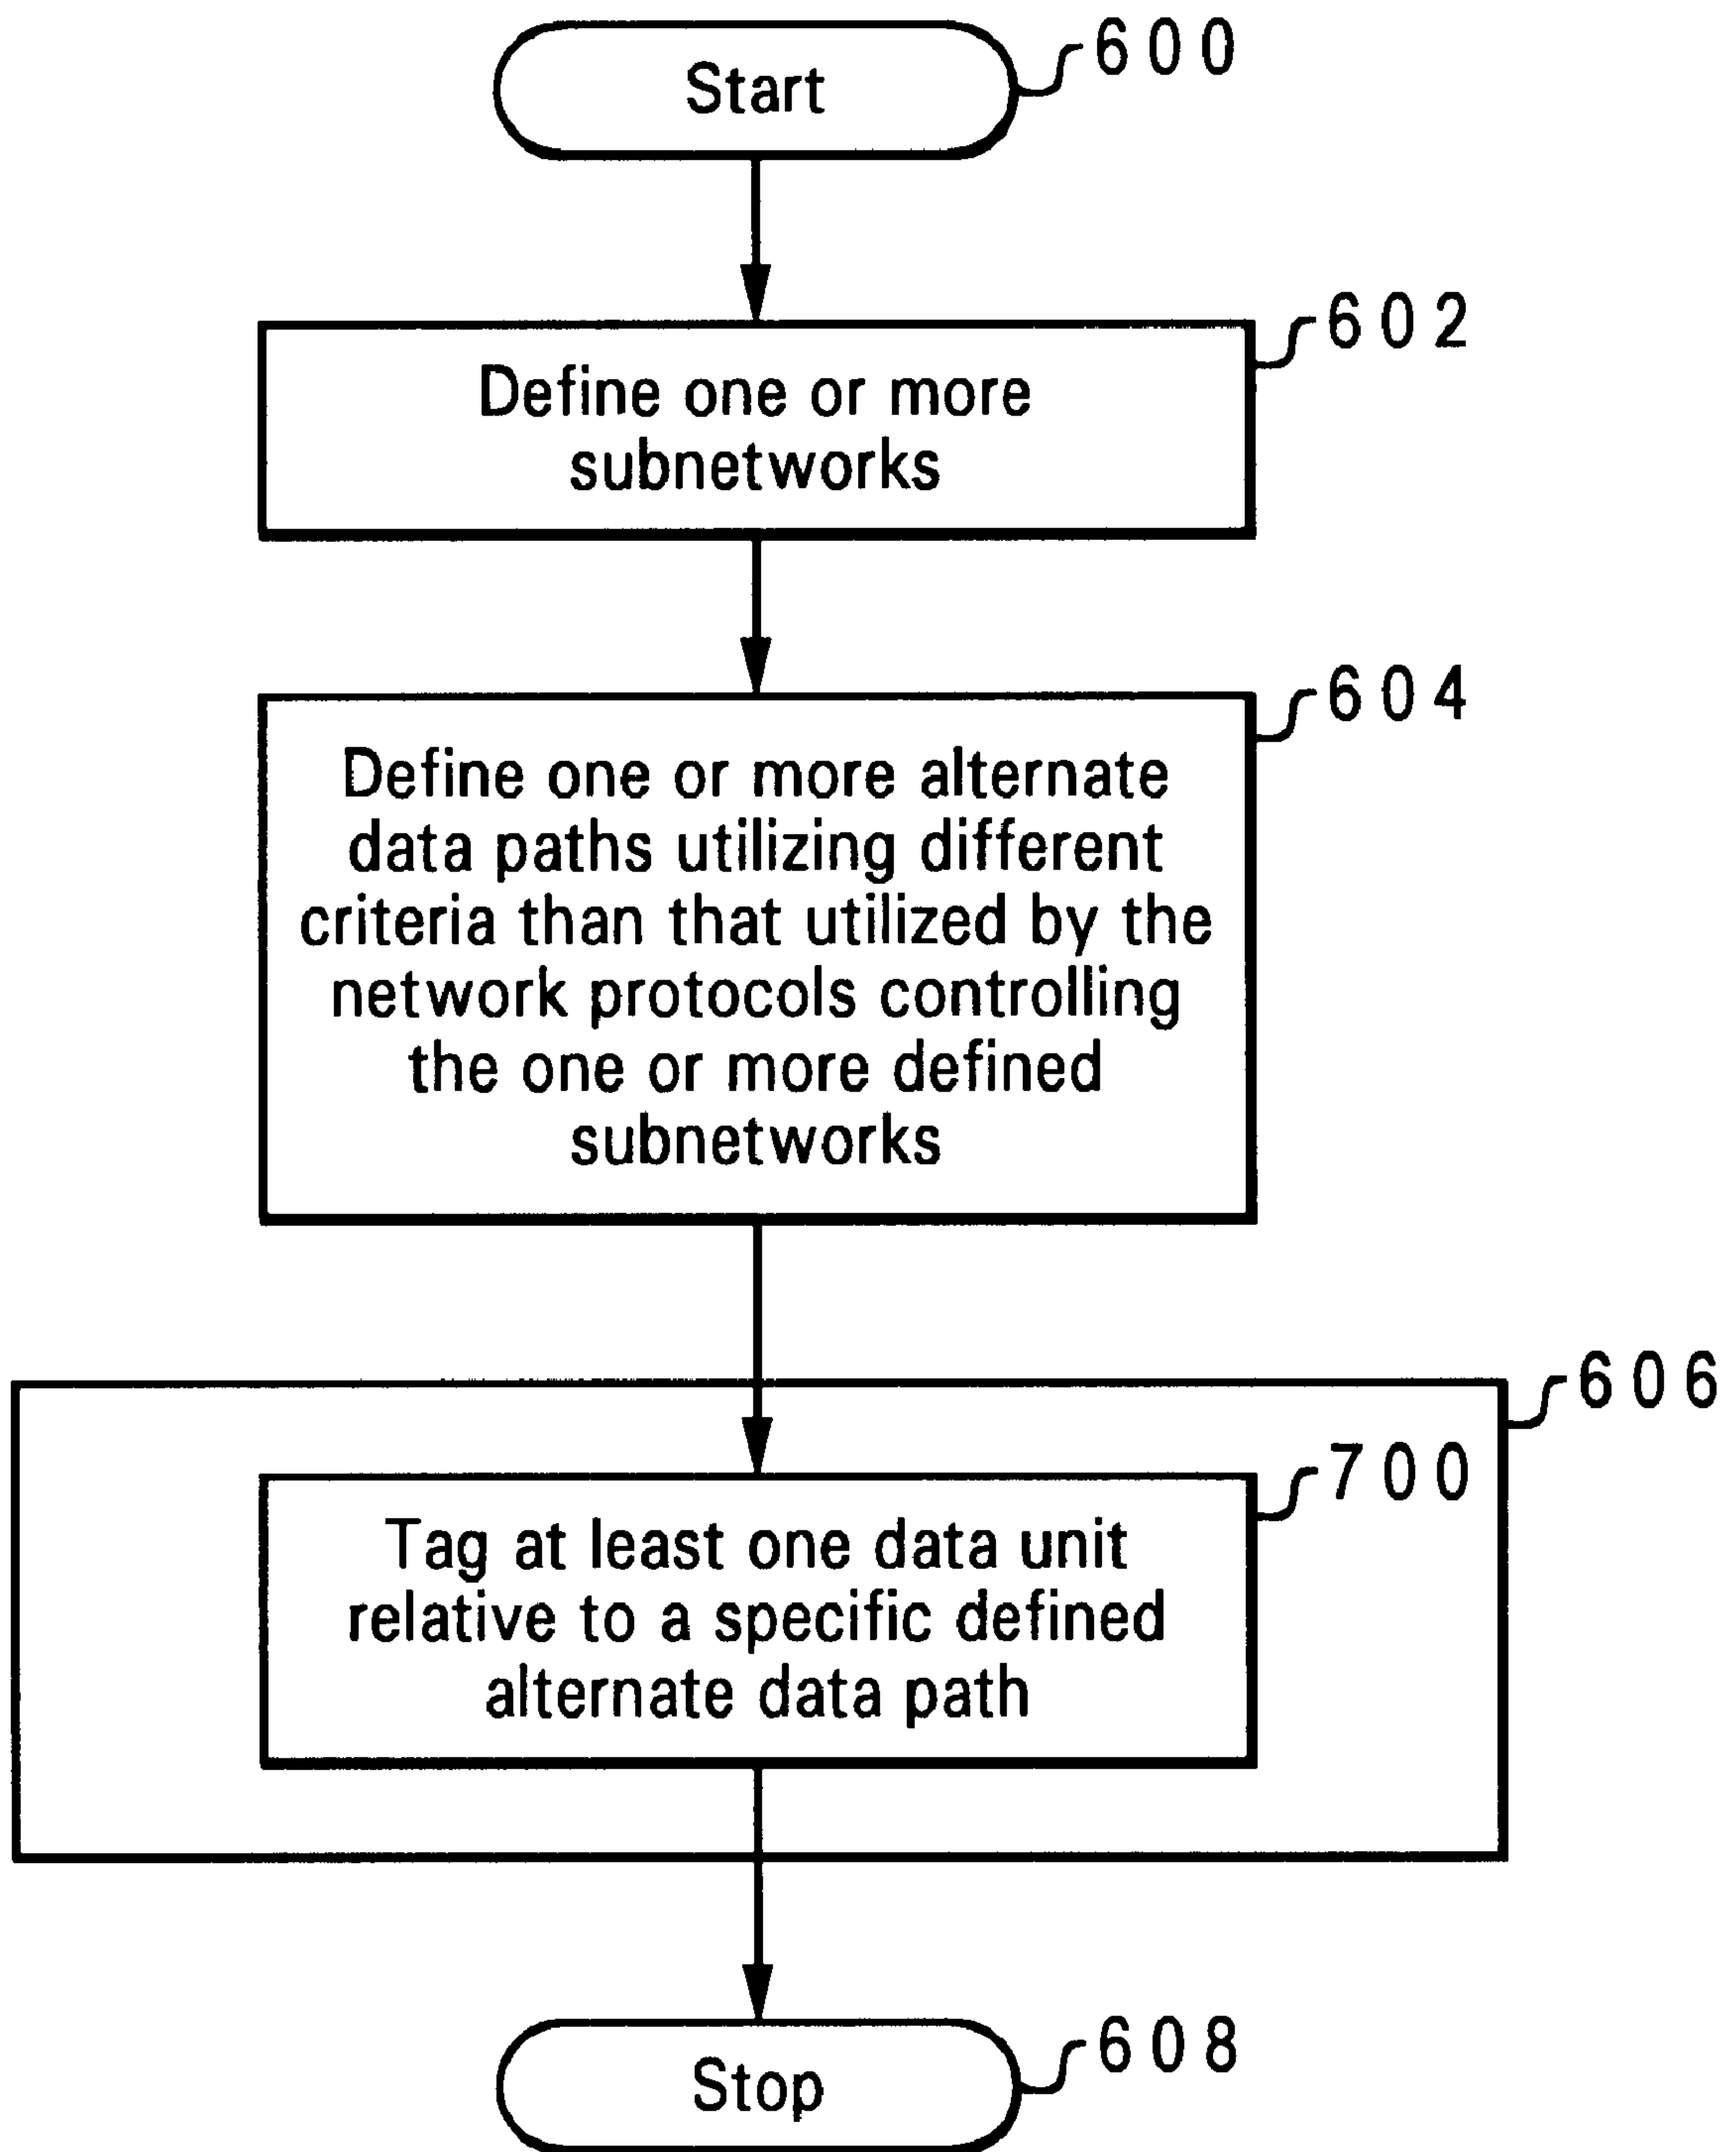 Start
600
602
Define one or more
subnetworks
604
Define one or more alternate
data paths utilizing different
criteria than that utilized by the
network protocols controlling
the one or more defined
subnetworks
606
700
Tag at least one data unit
relative to a specific defined
alternate data path
Stop
608